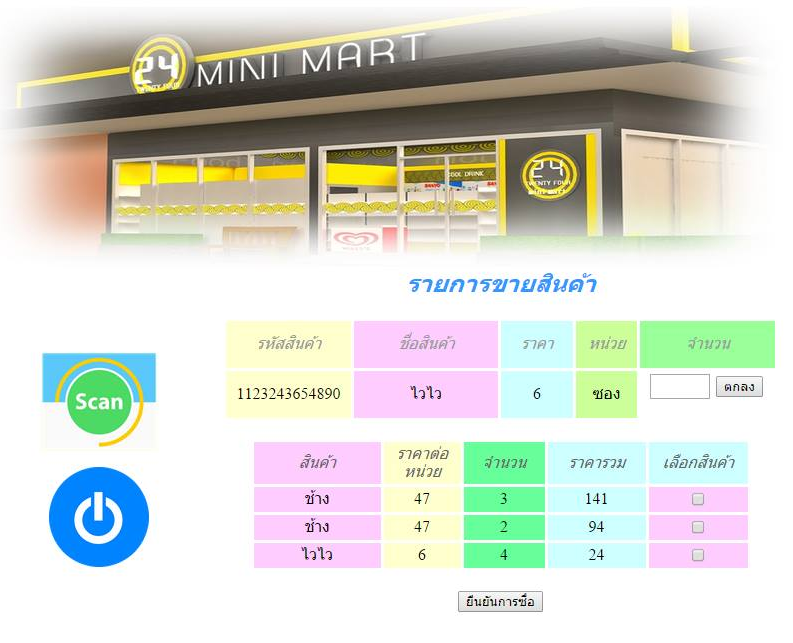 24 MINI MART
TWENTY FOUR
COOL DRINK
24
TWENTY FOUR
MINI MART
รายการขายสินค้า
รหัสสินค้า ชื่อสินค้า ราคา หน่วย จำนวน
1123243654890 ไวไว 6 ซอง ตกลง
Scan
สินค้า ราคาต่อ จำนวน ราคารวม เลือกสินค้า
หน่วย
ช้าง 47 3 141
ช้าง 47 2 94
ไวไว 6 4 24
ยืนยันการซื่อ